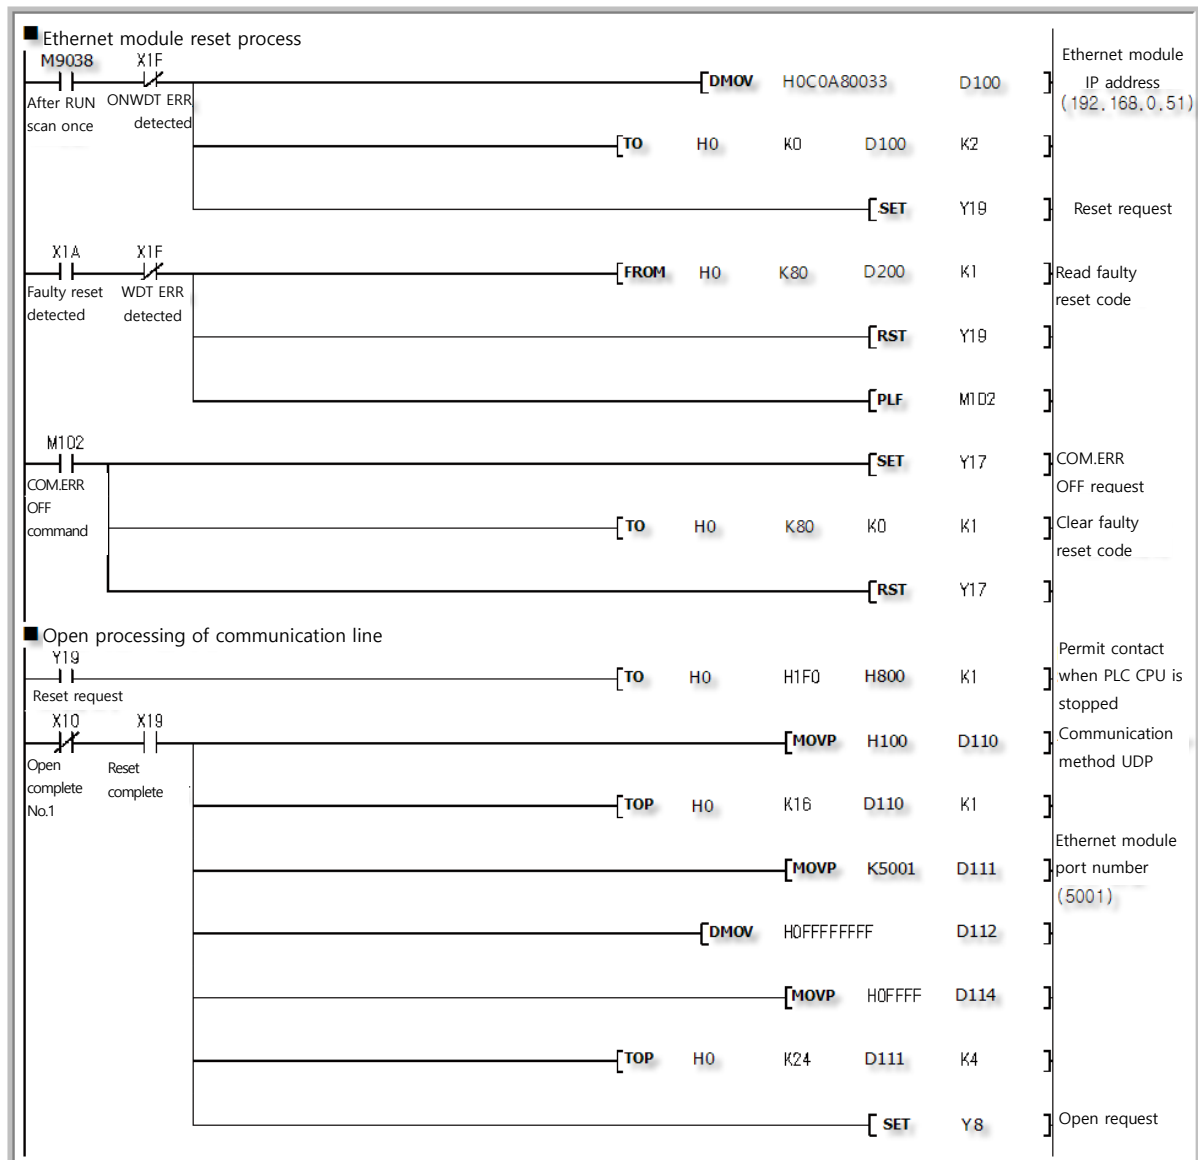 ■ Ethernet module reset process
M9038 X1F
After RUN ONWDT ERR
scan once detected
[DMOV H0C0A80033 D100 ]
Ethernet module
IP address
(192.168.0.51)
[TO H0 K0 D100 K2 ]
[SET Y19 ] Reset request
X1A X1F
Faulty reset WDT ERR
detected detected
[FROM H0 K80 D200 K1 ] Read faulty
reset code
[RST Y19 ]
[PLF M102 ]
M102
COM.ERR
OFF
command
[SET Y17 ] COM.ERR
OFF request
[TO H0 K80 K0 K1 ] Clear faulty
reset code
[RST Y17 ]
■ Open processing of communication line
Y19
Reset request
[TO H0 H1F0 H800 K1 ]
Permit contact
when PLC CPU is
stopped
X10 X19
Open Reset
complete complete
No.1
[MOVP H100 D110 ] Communication
method UDP
[TOP H0 K16 D110 K1 ]
[MOVP K5001 D111 ]
Ethernet module
port number
(5001)
[DMOV H0FFFFFFFF D112 ]
[MOVP H0FFFF D114 ]
[TOP H0 K24 D111 K4 ]
[SET Y8 ] Open request